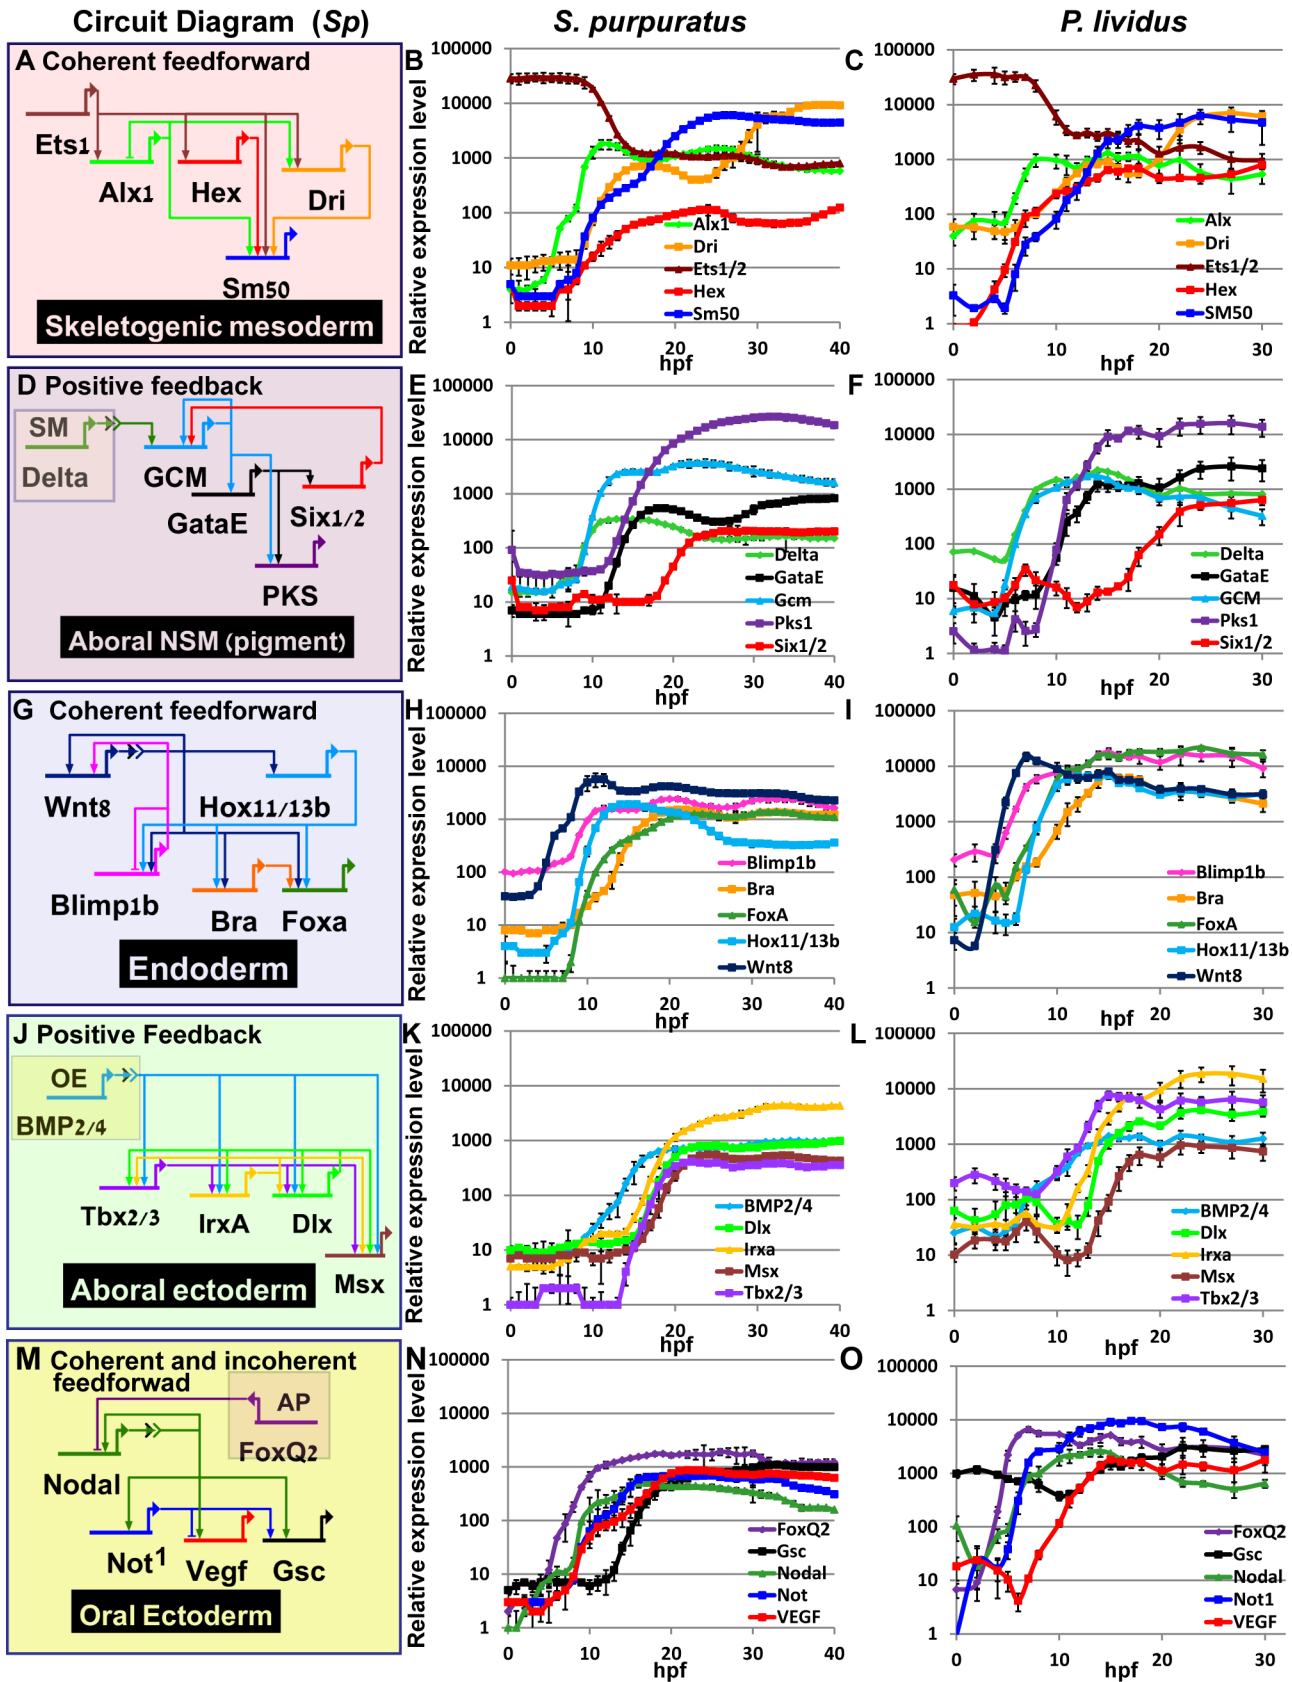 Circuit Diagram (Sp)
S. purpuratus
P. lividus
A Coherent feedforward
Ets1
Alx1
Hex
Dri
Sm50
Skeletogenic mesoderm
B
Relative expression level
100000
10000
1000
100
10
1
0
10
20
30
40
hpf
Alx1
Dri
Ets1/2
Hex
Sm50
C
100000
10000
1000
100
10
1
0
10
20
30
hpf
Alx
Dri
Ets1/2
Hex
SM50
D Positive feedback
SM
Delta
GCM
GataE
Six1/2
PKS
Aboral NSM (pigment)
E
Relative expression level
100000
10000
1000
100
10
1
0
10
20
30
40
hpf
Delta
GataE
Gcm
Pks1
Six1/2
F
100000
10000
1000
100
10
1
0
10
20
30
hpf
Delta
GataE
GCM
Pks1
Six1/2
G Coherent feedforward
Wnt8
Hox11/13b
Blimp1b
Bra
Foxa
Endoderm
H
Relative expression level
100000
10000
1000
100
10
1
0
10
20
30
40
hpf
Blimp1b
Bra
FoxA
Hox11/13b
Wnt8
I
100000
10000
1000
100
10
1
0
10
20
30
hpf
Blimp1b
Bra
FoxA
Hox11/13b
Wnt8
J Positive Feedback
OE
BMP2/4
Tbx2/3
IrxA
Dlx
Msx
Aboral ectoderm
K
Relative expression level
100000
10000
1000
100
10
1
0
10
20
30
40
hpf
BMP2/4
Dlx
Irxa
Msx
Tbx2/3
L
100000
10000
1000
100
10
1
0
10
20
30
hpf
BMP2/4
Dlx
Irxa
Msx
Tbx2/3
M Coherent and incoherent
feedforwad
AP
FoxQ2
Nodal
Not1
Vegf
Gsc
Oral Ectoderm
N
Relative expression level
100000
10000
1000
100
10
1
0
10
20
30
40
hpf
FoxQ2
Gsc
Nodal
Not
VEGF
O
100000
10000
1000
100
10
1
0
10
20
30
hpf
FoxQ2
Gsc
Nodal
Not1
VEGF